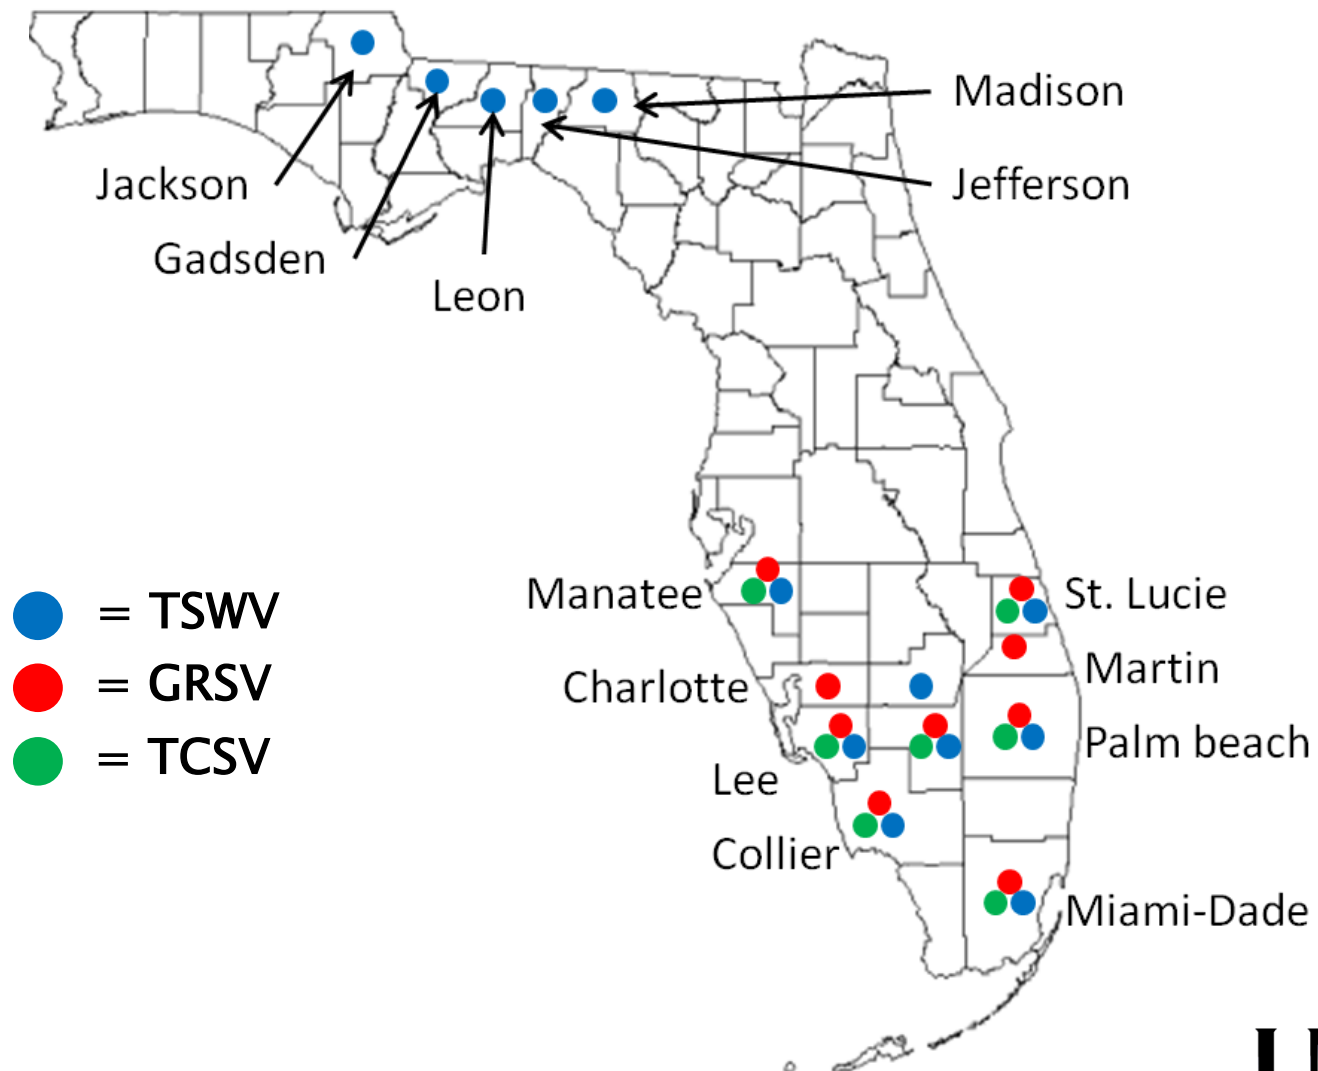 Madison
Jackson
Jefferson
Gadsden
Leon
= TSWV
= GRSV
= TCSV
Manatee
St. Lucie
Charlotte
Martin
Lee
Palm beach
Collier
Miami-Dade